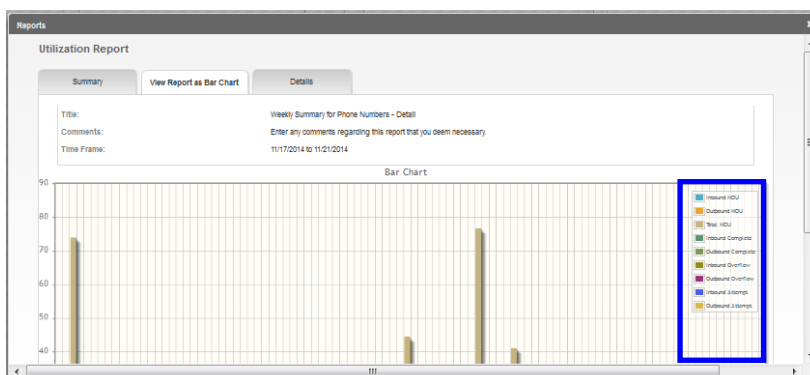 Reports
Utilization Report
Summary View Report as Bar Chart Details
Title: Weekly Summary for Phone Numbers - Detail
Comments: Enter any comments regarding this report that you deem necessary.
Time Frame: 11/17/2014 to 11/21/2014
Bar Chart
90
80
70
60
50
40
Inbound MOU
Outbound MOU
Total MOU
Inbound Complete
Outbound Complete
Inbound Overflow
Outbound Overflow
Inbound Attempt
Outbound Attempt